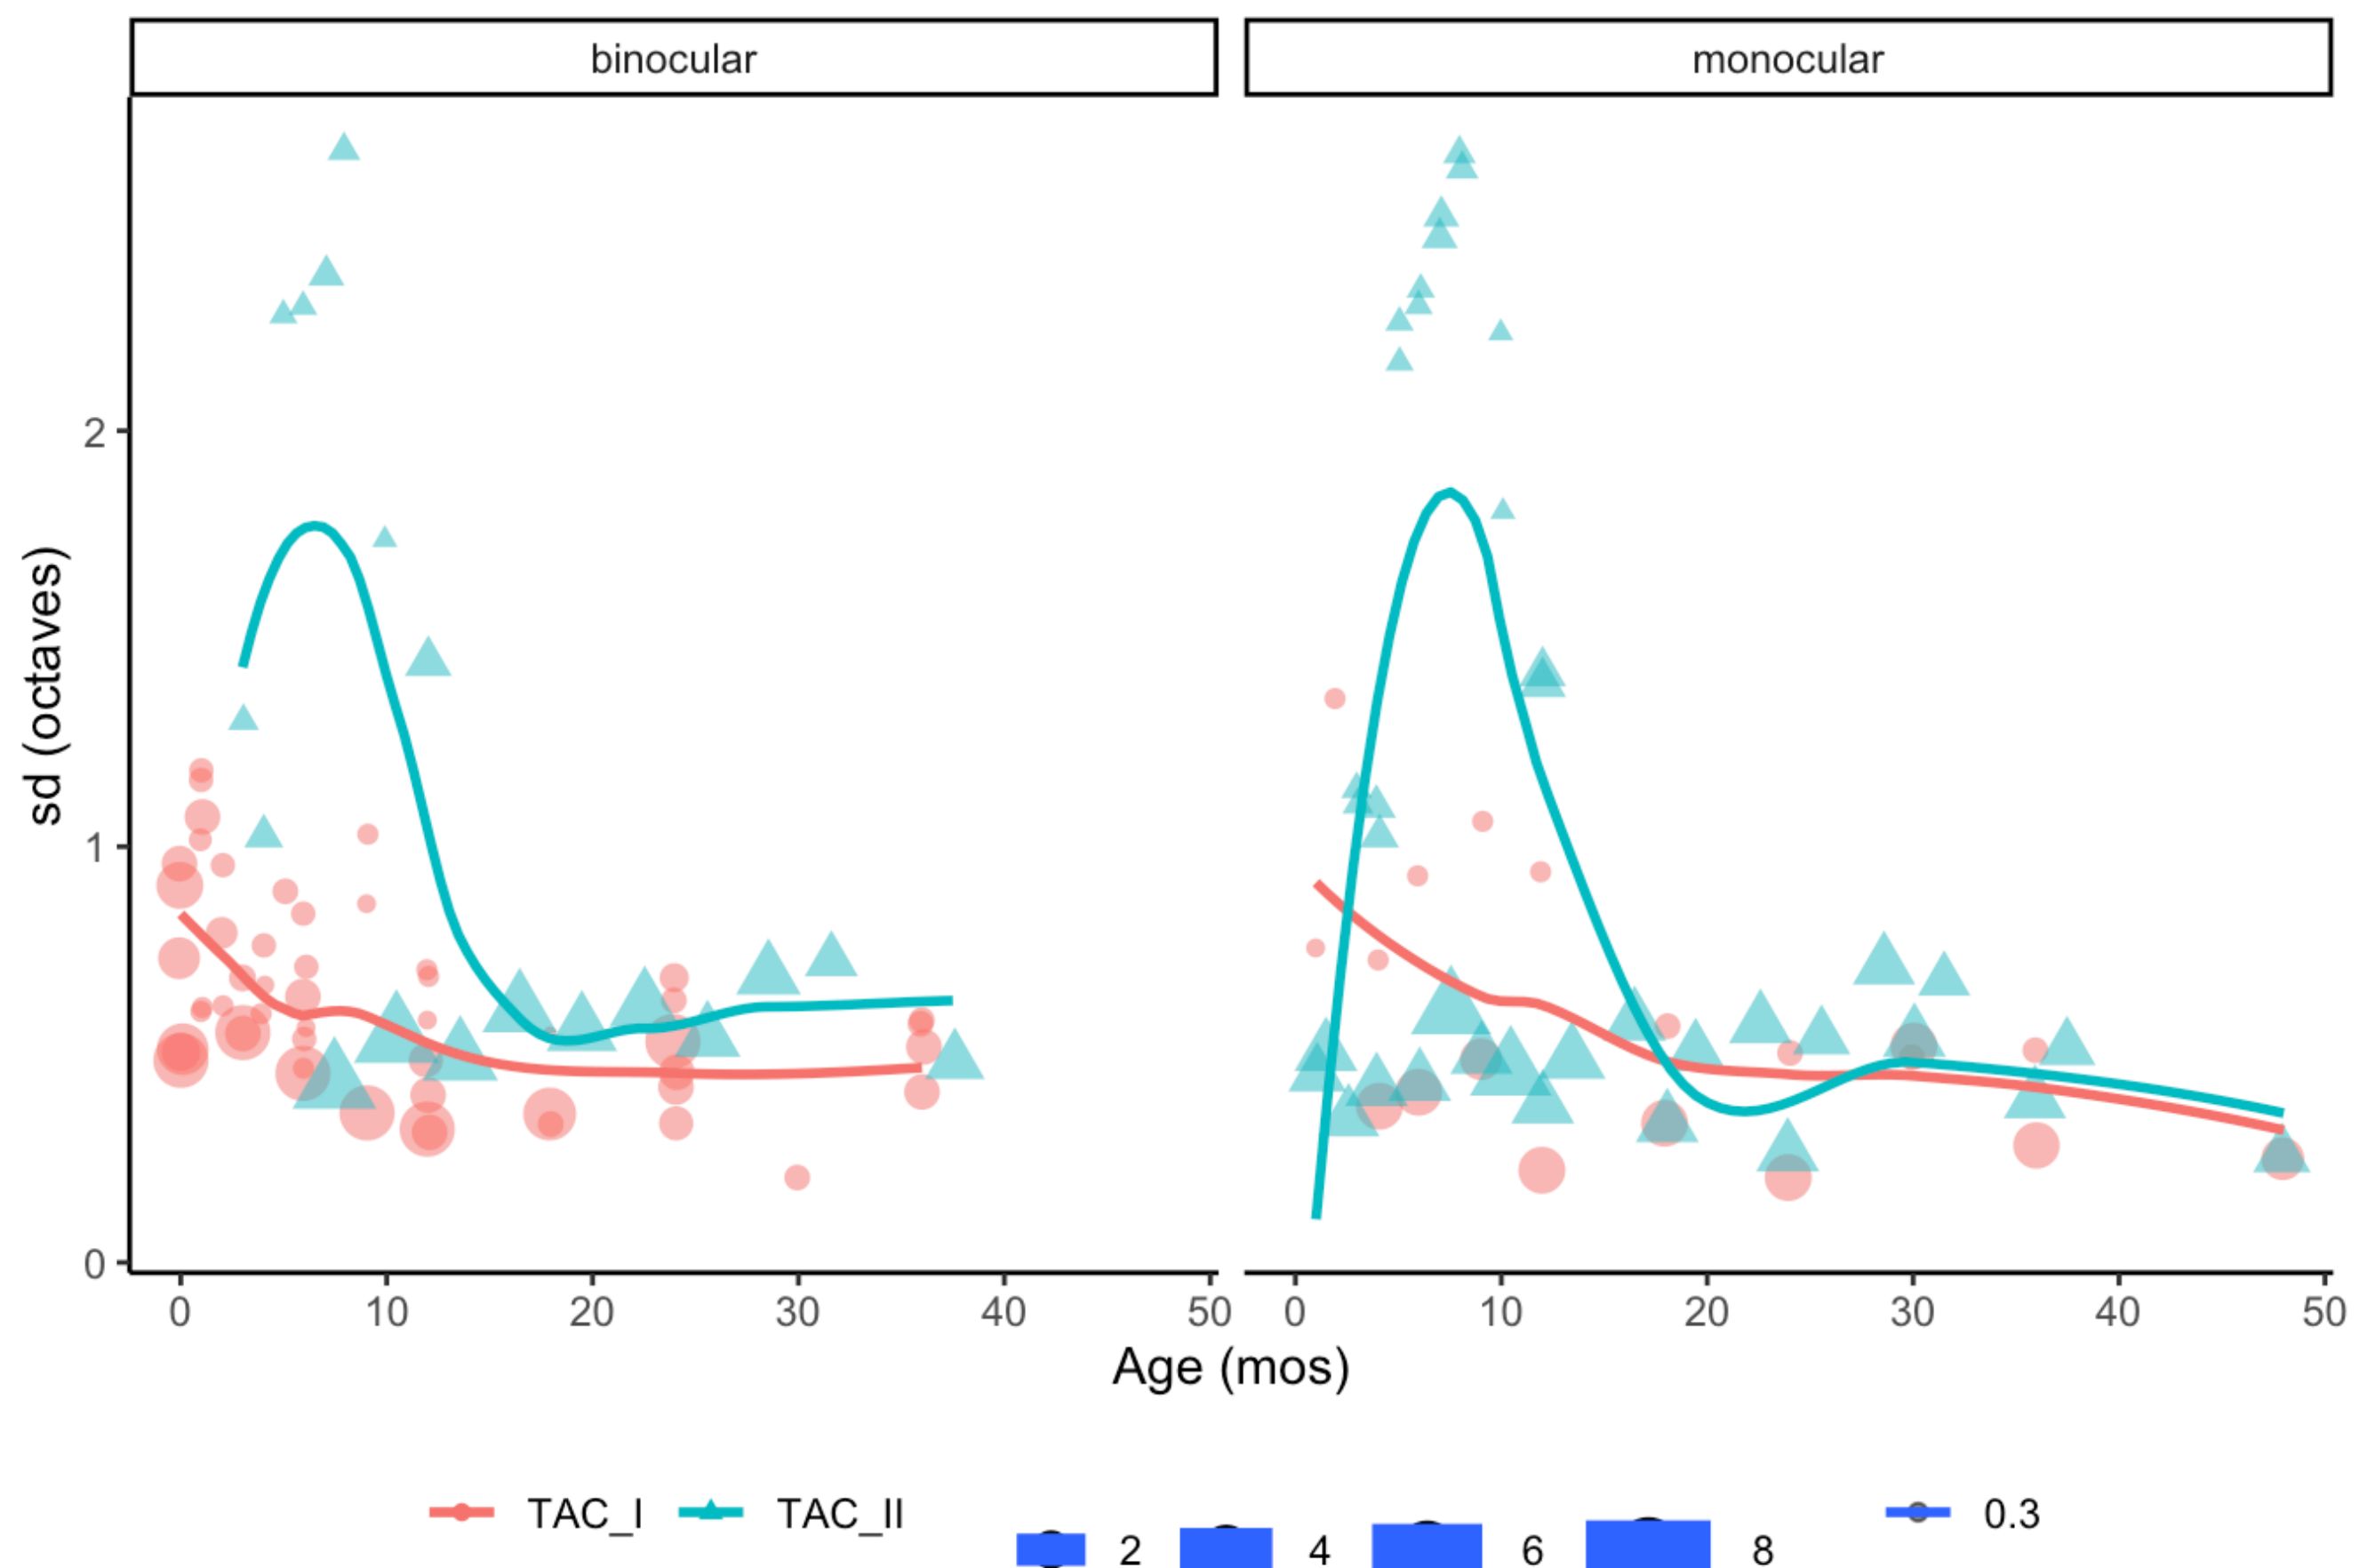 binocular monocular
2
1
0
sd (octaves)
0 10 20 30 40 50 0 10 20 30 40 50
Age (mos)
TAC_I TAC_II 2 4 6 8 0.3